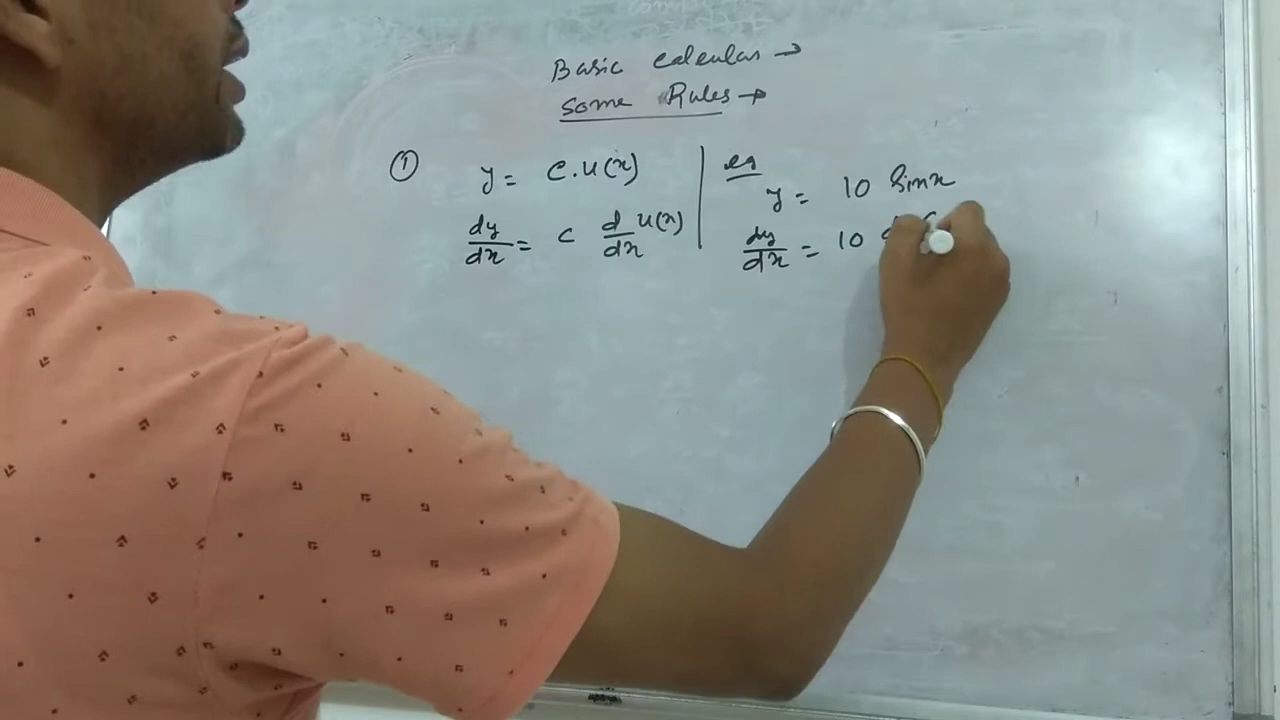 Basic calculas →
Some Rules →
① y = c.u(x)
dy/dx = c d/dx u(x)
eg
y = 10 Sinx
dy/dx = 10 d